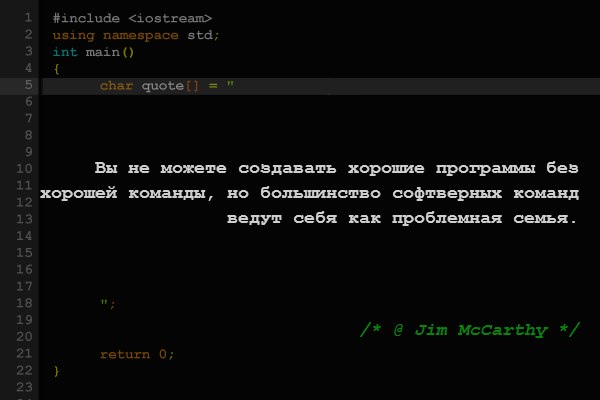 1 #include <iostream>
2 using namespace std;
3 int main()
4 {
5 char quote[] = "
6
7
8
9
10 Вы не можете создавать хорошие программы без
11 хорошей команды, но большинство софтверных команд
12
13 ведут себя как проблемная семья.
14
15
16
17
18 ";
19
20 /* @ Jim McCarthy */
21 return 0;
22 }
23